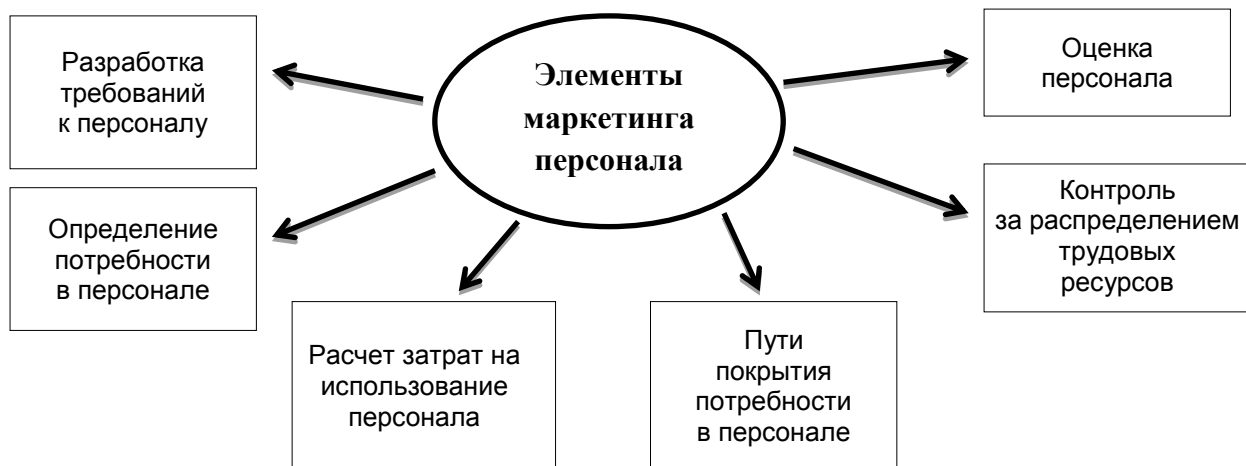 Элементы
маркетинга
персонала
Разработка
требований
к персоналу
Определение
потребности
в персонале
Расчет затрат на
использование
персонала
Пути
покрытия
потребности
в персонале
Контроль
за распределением
трудовых
ресурсов
Оценка
персонала